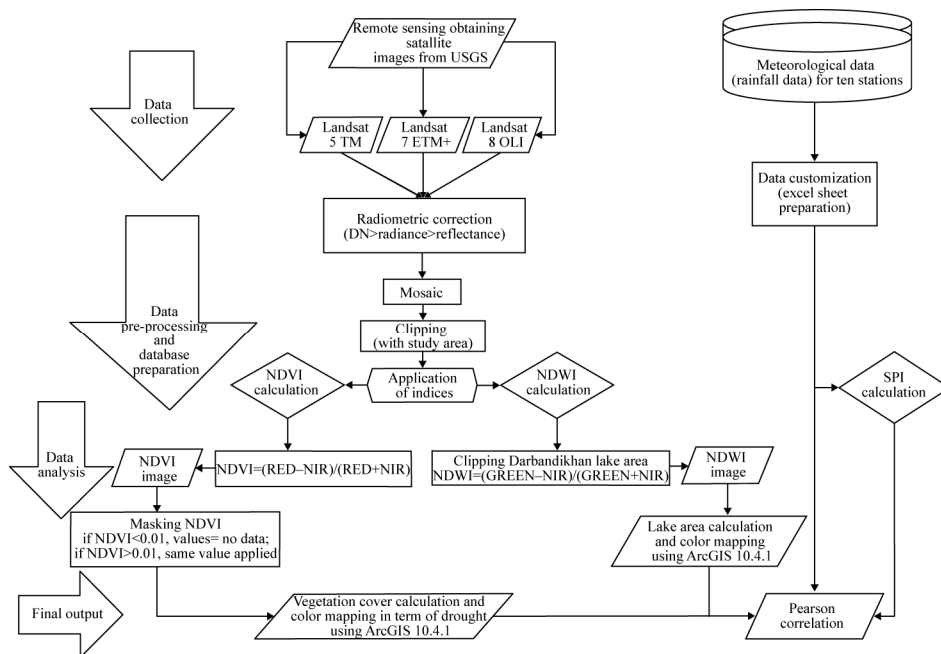 Remote sensing obtaining
satallite
images from USGS
Meteorological data
(rainfall data) for ten stations
Data
collection
Landsat
5 TM
Landsat
7 ETM+
Landsat
8 OLI
Data customization
(excel sheet
preparation)
Radiometric correction
(DN>radiance>reflectance)
Mosaic
Data
pre-processing
and
database
preparation
Clipping
(with study area)
NDVI
calculation
Application
of indices
NDWI
calculation
SPI
calculation
Data
analysis
NDVI
image
NDVI=(RED–NIR)/(RED+NIR)
Clipping Darbandikhan lake area
NDWI=(GREEN–NIR)/(GREEN+NIR)
NDWI
image
Masking NDVI
if NDVI<0.01, values= no data;
if NDVI>0.01, same value applied
Lake area calculation
and color mapping
using ArcGIS 10.4.1
Final output
Vegetation cover calculation and
color mapping in term of drought
using ArcGIS 10.4.1
Pearson
correlation